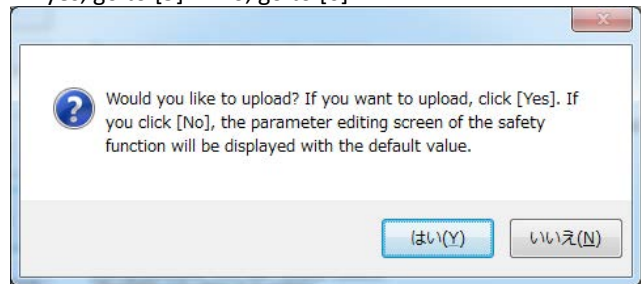 Would you like to upload? If you want to upload, click [Yes]. If
you click [No], the parameter editing screen of the safety
function will be displayed with the default value.
はい(Y)
いいえ(N)